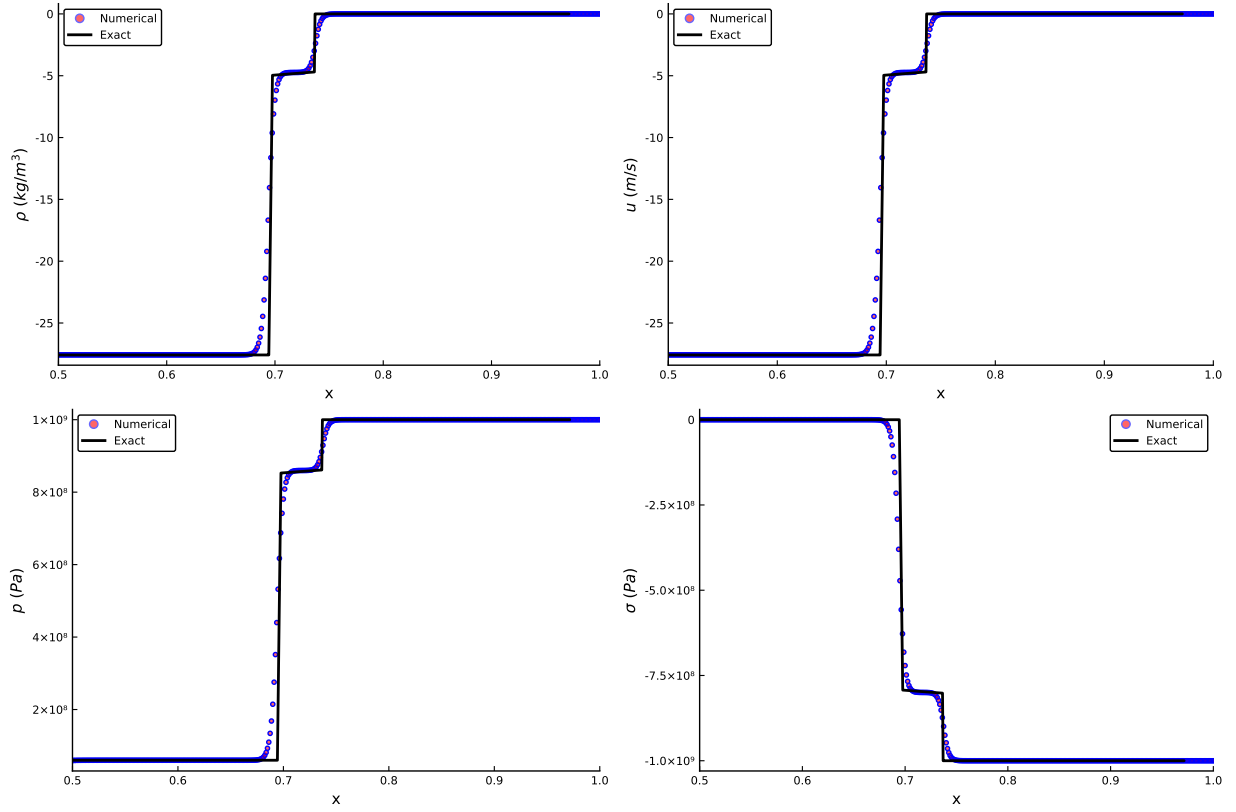 0
-5
-10
-15
-20
-25
ρ (kg/m³)
Numerical
Exact
0.5
0.6
0.7
0.8
0.9
1.0
x
0
-5
-10
-15
-20
-25
u (m/s)
Numerical
Exact
0.5
0.6
0.7
0.8
0.9
1.0
x
1×10⁹
8×10⁸
6×10⁸
4×10⁸
2×10⁸
p (Pa)
Numerical
Exact
0.5
0.6
0.7
0.8
0.9
1.0
x
0
-2.5×10⁸
-5.0×10⁸
-7.5×10⁸
-1.0×10⁹
σ (Pa)
Numerical
Exact
0.5
0.6
0.7
0.8
0.9
1.0
x